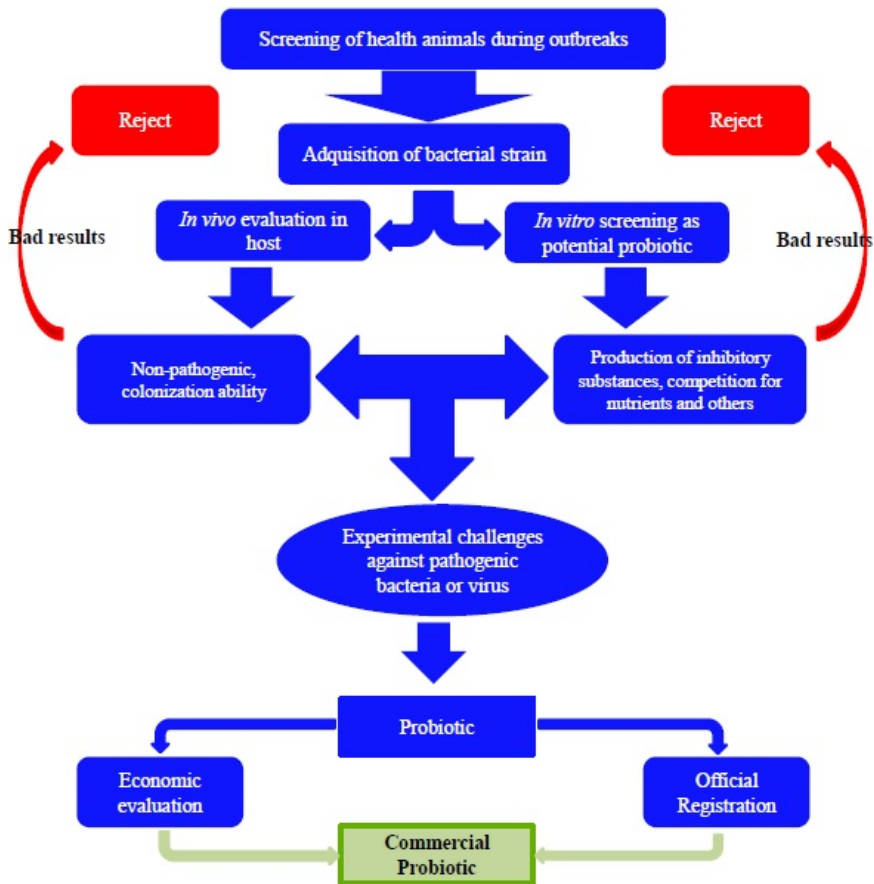 Screening of health animals during outbreaks
Reject
Reject
Adquisition of bacterial strain
In vivo evaluation in
host
In vitro screening as
potential probiotic
Bad results
Bad results
Non-pathogenic,
colonization ability
Production of inhibitory
substances, competition for
nutrients and others
Experimental challenges
against pathogenic
bacteria or virus
Probiotic
Economic
evaluation
Official
Registration
Commercial
Probiotic